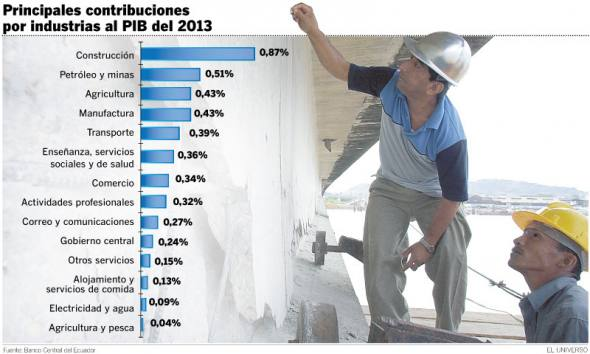 Principales contribuciones
por industrias al PIB del 2013
Construcción 0,87%
Petróleo y minas 0,51%
Agricultura 0,43%
Manufactura 0,43%
Transporte 0,39%
Enseñanza, servicios
sociales y de salud 0,36%
Comercio 0,34%
Actividades profesionales 0,32%
Correo y comunicaciones 0,27%
Gobierno central 0,24%
Otros servicios 0,15%
Alojamiento y
servicios de comida 0,13%
Electricidad y agua 0,09%
Agricultura y pesca 0,04%
Fuente: Banco Central del Ecuador
EL UNIVERSO